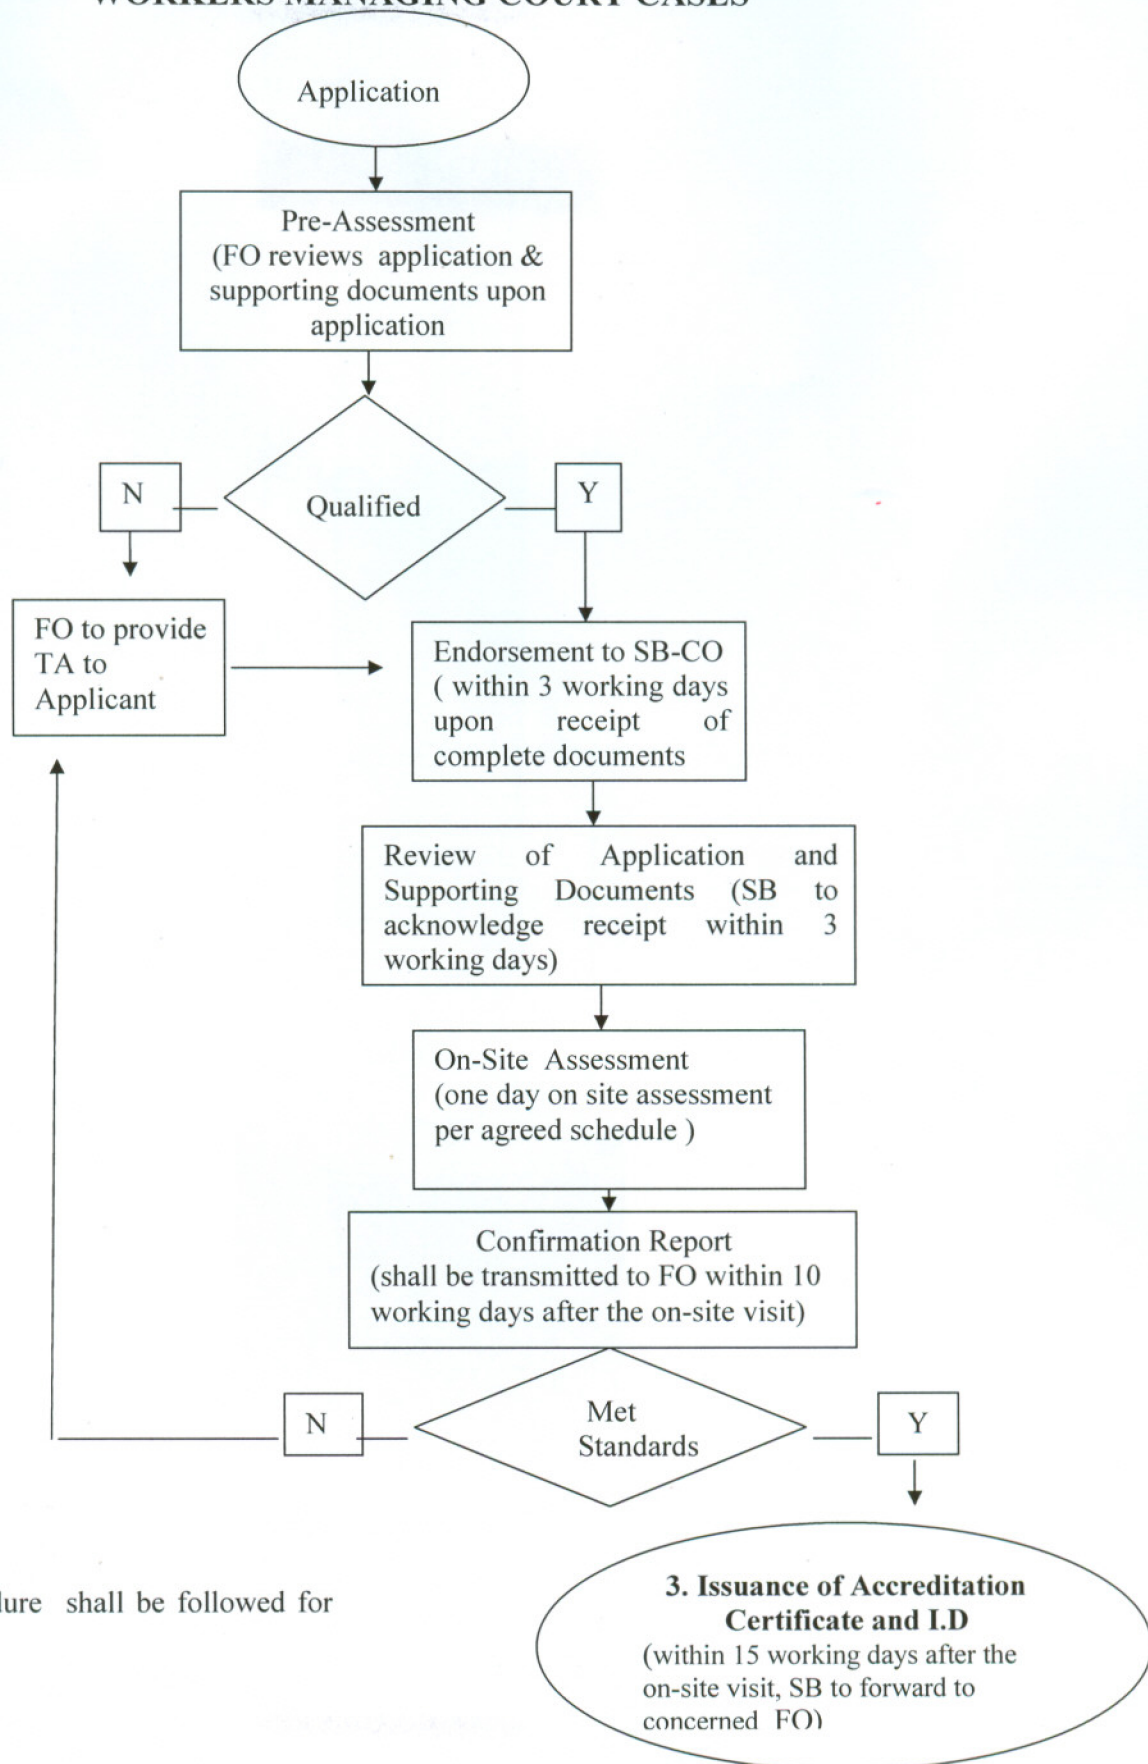 WORKERS MANAGING COURT CASES
Application
Pre-Assessment
(FO reviews application &
supporting documents upon
application
N
Qualified
Y
FO to provide
TA to
Applicant
Endorsement to SB-CO
( within 3 working days
upon receipt of
complete documents
Review of Application and
Supporting Documents (SB to
acknowledge receipt within 3
working days)
On-Site Assessment
(one day on site assessment
per agreed schedule )
Confirmation Report
(shall be transmitted to FO within 10
working days after the on-site visit)
N
Met
Standards
Y
3. Issuance of Accreditation
Certificate and I.D
(within 15 working days after the
on-site visit, SB to forward to
concerned FO)
shall be followed for